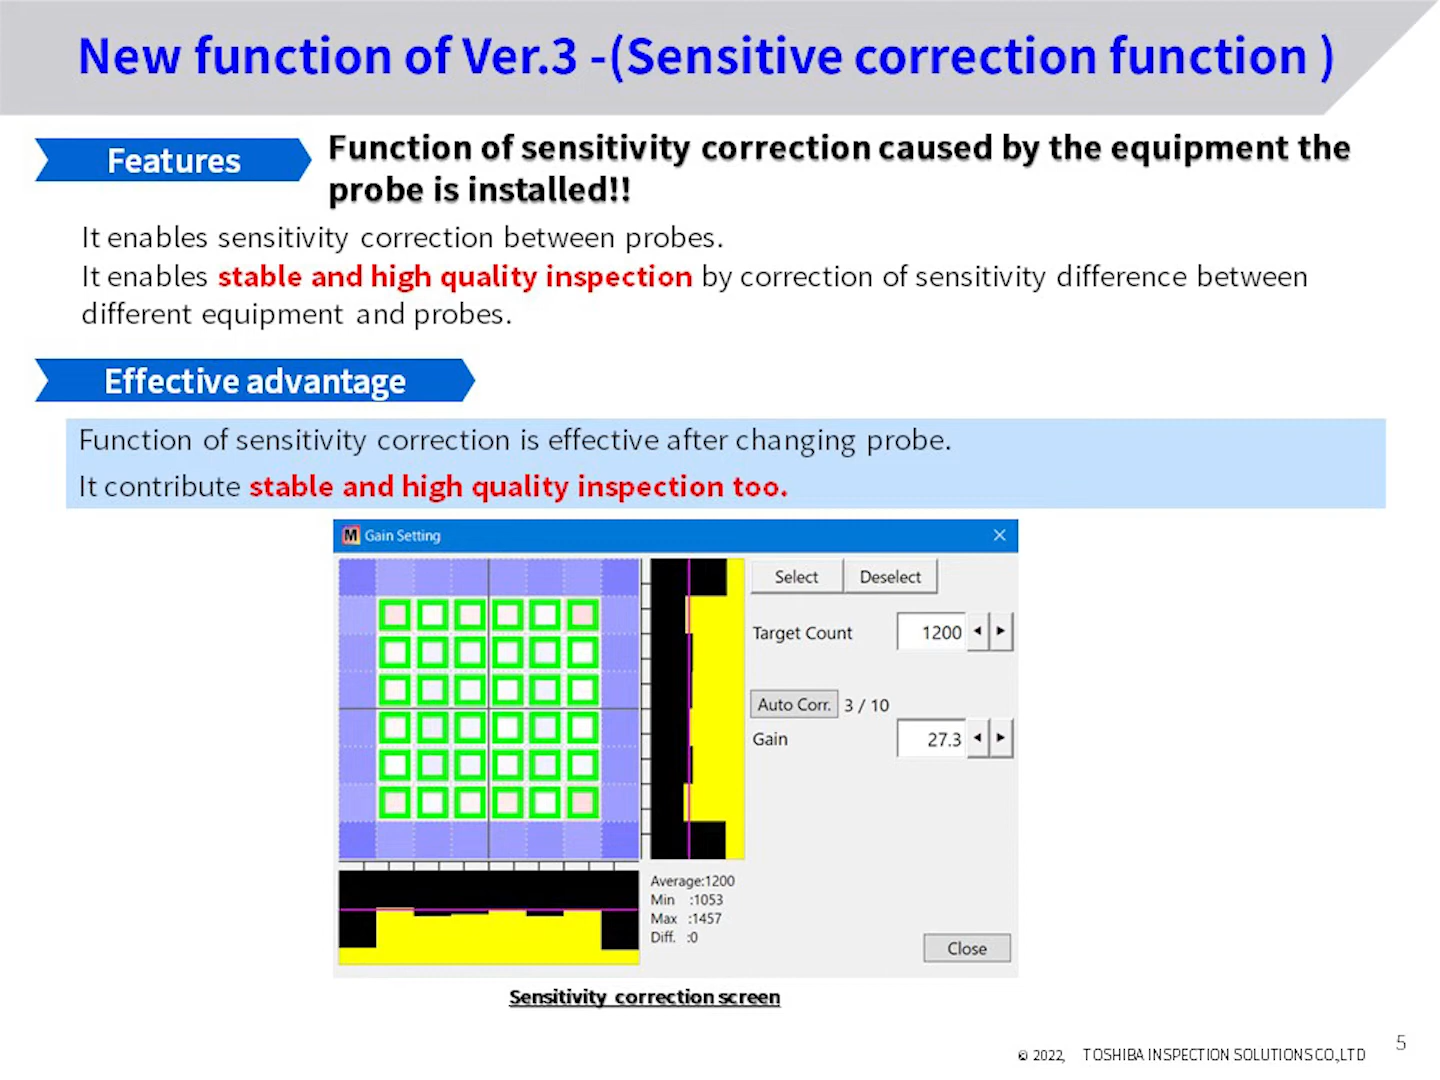 New function of Ver.3 -(Sensitive correction function )
Features
Function of sensitivity correction caused by the equipment the
probe is installed!!
It enables sensitivity correction between probes.
It enables stable and high quality inspection by correction of sensitivity difference between
different equipment and probes.
Effective advantage
Function of sensitivity correction is effective after changing probe.
It contribute stable and high quality inspection too.
M Gain Setting
Select Deselect
Target Count 1200
Auto Corr. 3 / 10
Gain 27.3
Average:1200
Min :1053
Max :1457
Diff. :0
Close
Sensitivity correction screen
© 2022, TOSHIBA INSPECTION SOLUTIONS CO.,LTD
5